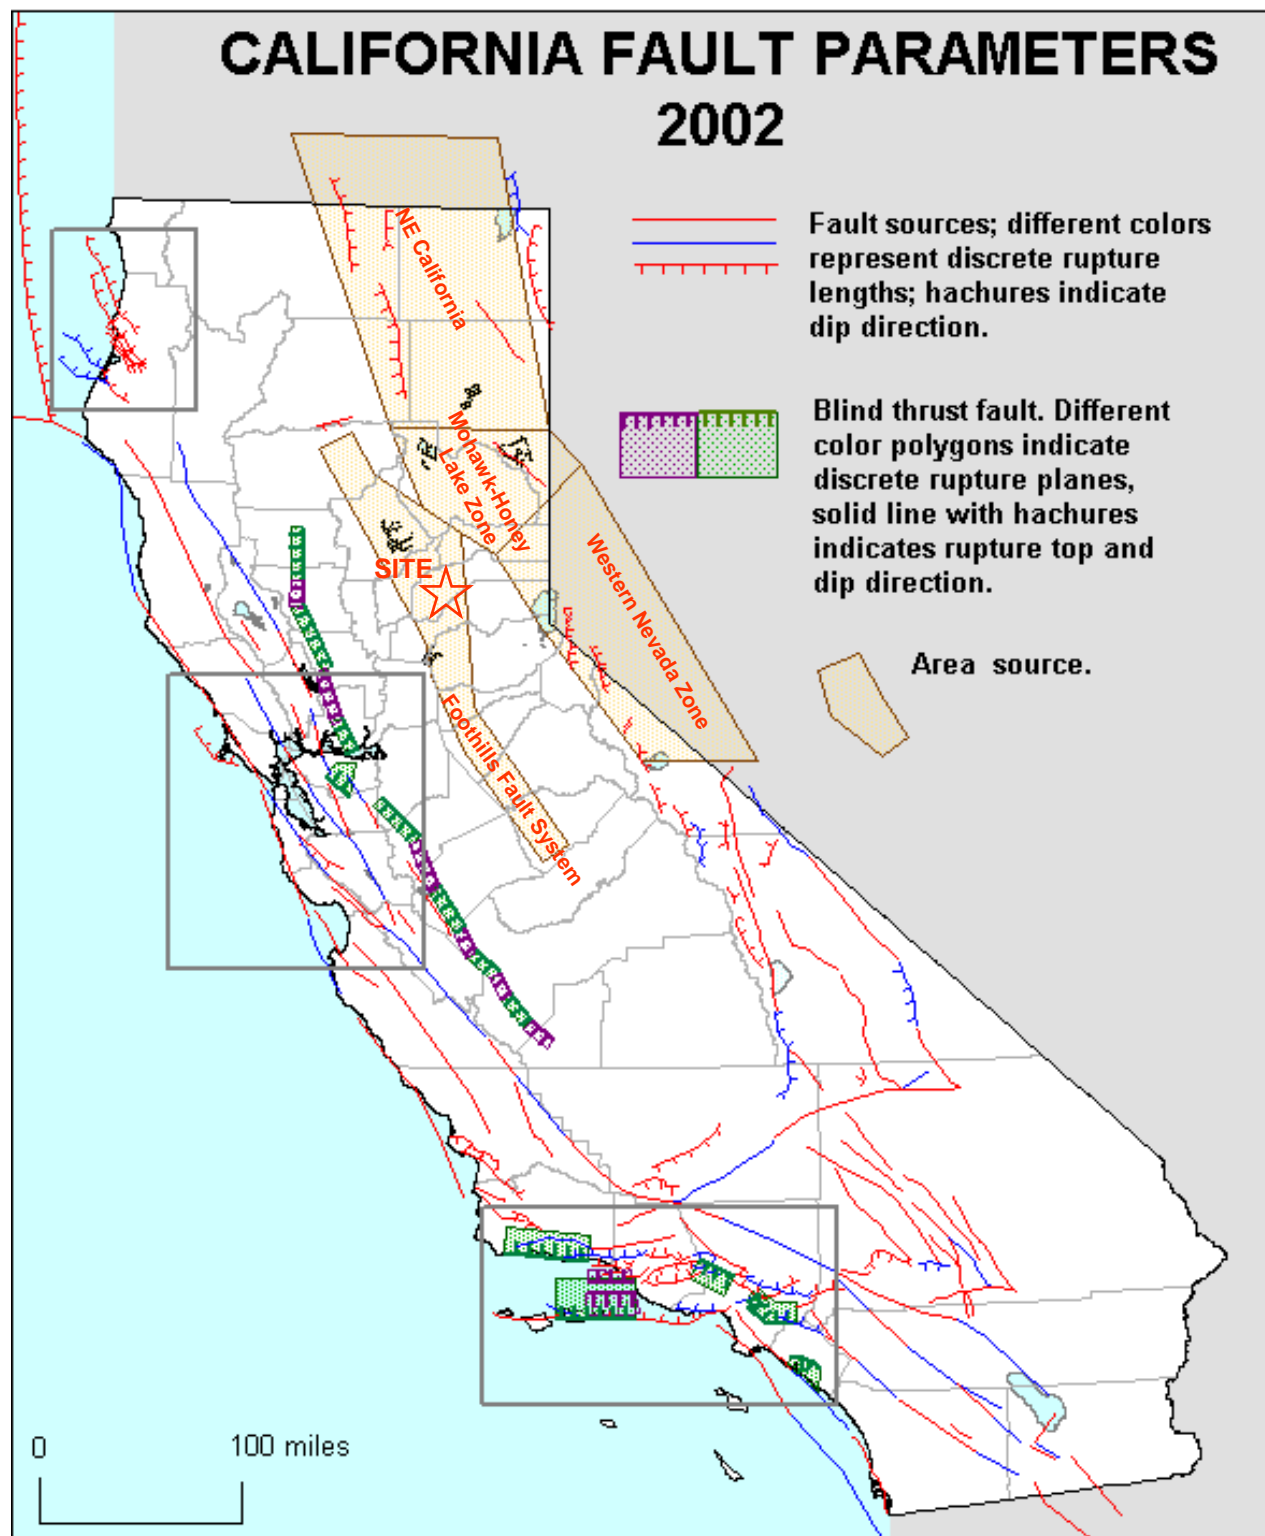 CALIFORNIA FAULT PARAMETERS
2002
Fault sources; different colors
represent discrete rupture
lengths; hachures indicate
dip direction.
Blind thrust fault. Different
color polygons indicate
discrete rupture planes,
solid line with hachures
indicates rupture top and
dip direction.
Area source.
NE California
Mohawk-Honey
Lake Zone
SITE
Western Nevada Zone
Foothills Fault System
0
100 miles